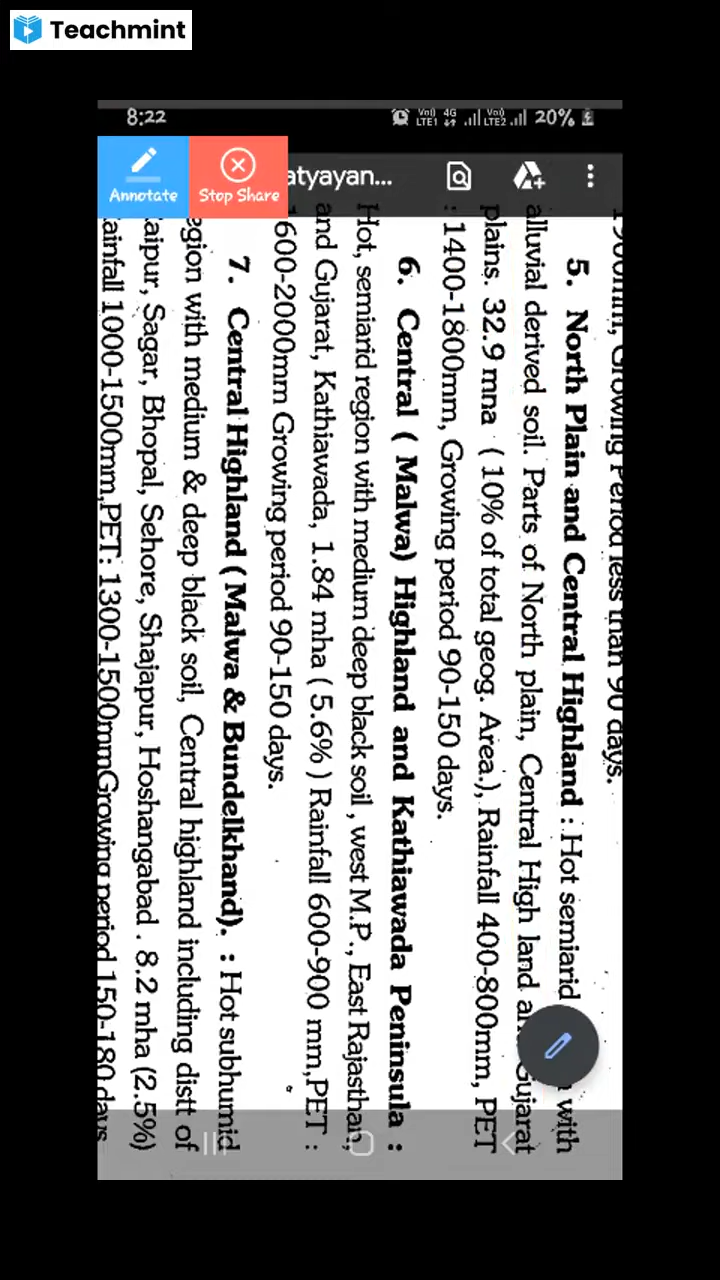 Teachmint
8:22
Vo)) LTE1 4G Vo)) LTE2 20%
Annotate
Stop Share
atyayan...
Growing Period less than 90 days.
5. North Plain and Central Highland : Hot semiarid with
alluvial derived soil. Parts of North plain, Central High land Gujarat
plains. 32.9 mna ( 10% of total geog. Area.), Rainfall 400-800mm, PET
: 1400-1800mm, Growing period 90-150 days.
6. Central ( Malwa) Highland and Kathiawada Peninsula :
Hot, semiarid region with medium deep black soil , west M.P., East Rajasthan,
and Gujarat, Kathiawada, 1.84 mha ( 5.6% ) Rainfall 600-900 mm,PET :
600-2000mm Growing period 90-150 days.
7. Central Highland ( Malwa & Bundelkhand). : Hot subhumid
egion with medium & deep black soil, Central highland including distt of
aipur, Sagar, Bhopal, Sehore, Shajapur, Hoshangabad . 8.2 mha (2.5%)
ainfall 1000-1500mm,PET: 1300-1500mmGrowing period 150-180 days